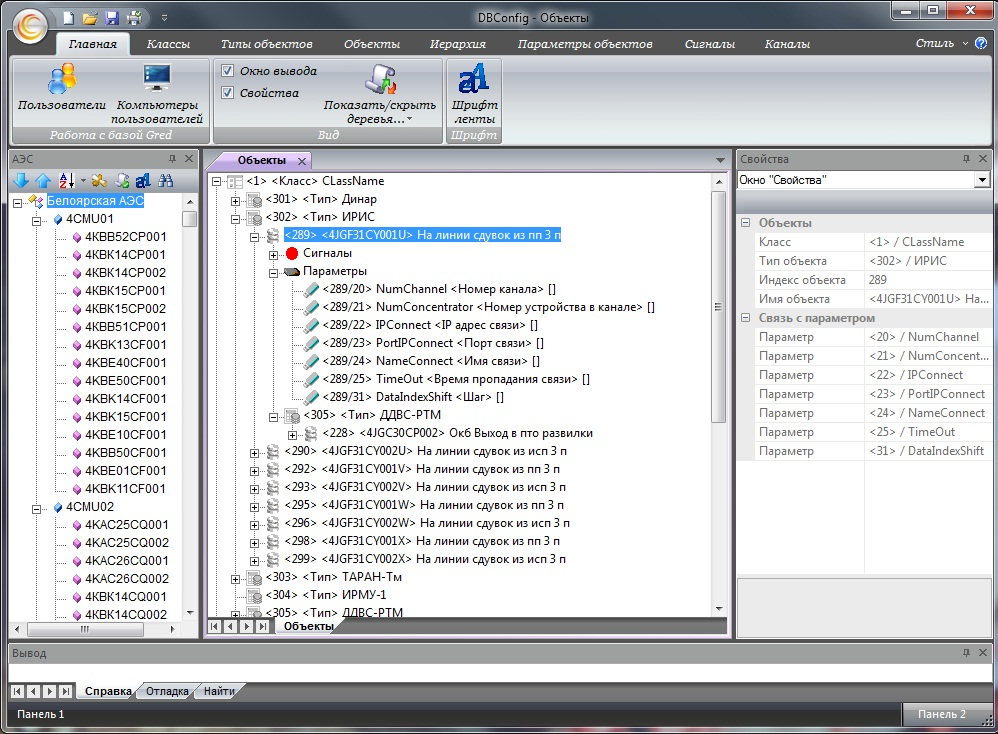 DBConfig - Объекты
Главная
Классы
Типы объектов
Объекты
Иерархия
Параметры объектов
Сигналы
Каналы
Стиль
Пользователи
Компьютеры пользователей
Работа с базой Gred
Окно вывода
Свойства
Показать/скрыть деревья...
Вид
Шрифт ленты
Шрифт
АЭС
Белоярская АЭС
4CMU01
4KBB52CP001
4KBK14CP001
4KBK14CP002
4KBK15CP001
4KBK15CP002
4KBB51CP001
4KBK13CF001
4KBE40CF001
4KBE50CF001
4KBK14CF001
4KBK15CF001
4KBE10CF001
4KBB50CF001
4KBE01CF001
4KBK11CF001
4CMU02
4KAC25CQ001
4KAC25CQ002
4KAC26CQ001
4KAC26CQ002
4KBK14CQ001
4KBK14CQ002
Объекты
<1> <Класс> CLassName
<301> <Тип> Динар
<302> <Тип> ИРИС
<289> <4JGF31CY001U> На линии сдувок из пп 3 п
Сигналы
Параметры
<289/20> NumChannel <Номер канала> []
<289/21> NumConcentrator <Номер устройства в канале> []
<289/22> IPConnect <IP адрес связи> []
<289/23> PortIPConnect <Порт связи> []
<289/24> NameConnect <Имя связи> []
<289/25> TimeOut <Время пропадания связи> []
<289/31> DataIndexShift <Шаг> []
<305> <Тип> ДДВС-РТМ
<228> <4JGC30CP002> Окб Выход в пто развилки
<290> <4JGF31CY002U> На линии сдувок из исп 3 п
<292> <4JGF31CY001V> На линии сдувок из пп 3 п
<293> <4JGF31CY002V> На линии сдувок из исп 3 п
<295> <4JGF31CY001W> На линии сдувок из пп 3 п
<296> <4JGF31CY002W> На линии сдувок из исп 3 п
<298> <4JGF31CY001X> На линии сдувок из пп 3 п
<299> <4JGF31CY002X> На линии сдувок из исп 3 п
<303> <Тип> ТАРАН-Тм
<304> <Тип> ИРМУ-1
<305> <Тип> ДДВС-РТМ
Объекты
Свойства
Окно "Свойства"
Объекты
Класс <1> / CLassName
Тип объекта <302> / ИРИС
Индекс объекта 289
Имя объекта <4JGF31CY001U> На...
Связь с параметром
Параметр <20> / NumChannel
Параметр <21> / NumConcent...
Параметр <22> / IPConnect
Параметр <23> / PortIPConnect
Параметр <24> / NameConnect
Параметр <25> / TimeOut
Параметр <31> / DataIndexShift
Вывод
Справка
Отладка
Найти
Панель 1
Панель 2